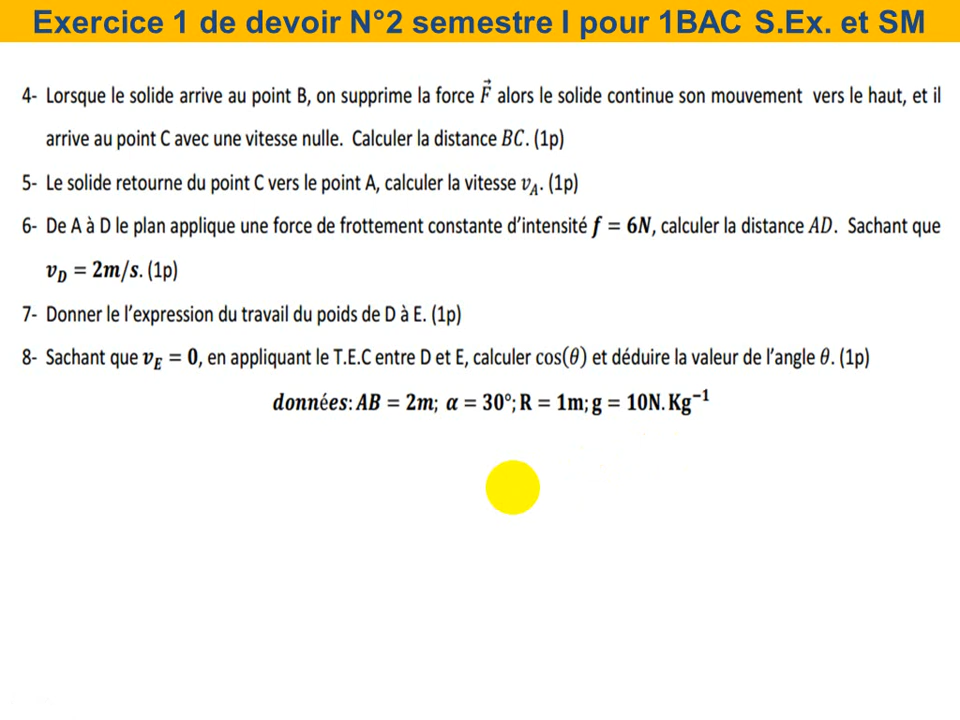 Exercice 1 de devoir N°2 semestre I pour 1BAC S.Ex. et SM
4- Lorsque le solide arrive au point B, on supprime la force $\vec{F}$ alors le solide continue son mouvement vers le haut, et il
arrive au point C avec une vitesse nulle. Calculer la distance BC. (1p)
5- Le solide retourne du point C vers le point A, calculer la vitesse $v_A$. (1p)
6- De A à D le plan applique une force de frottement constante d'intensité f = 6N, calculer la distance AD. Sachant que
$v_D$ = 2m/s. (1p)
7- Donner le l'expression du travail du poids de D à E. (1p)
8- Sachant que $v_E$ = 0, en appliquant le T.E.C entre D et E, calculer cos(θ) et déduire la valeur de l'angle θ. (1p)
données: AB = 2m; α = 30°; R = 1m; g = 10N.Kg⁻¹